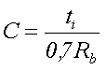 C = t_i / 0,7R_b